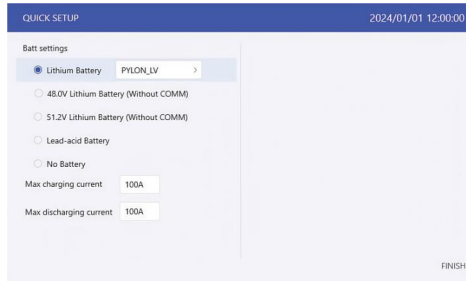 QUICK SETUP 2024/01/01 12:00:00
Batt settings
Lithium Battery PYLON_LV >
48.0V Lithium Battery (Without COMM)
51.2V Lithium Battery (Without COMM)
Lead-acid Battery
No Battery
Max charging current 100A
Max discharging current 100A
FINISH